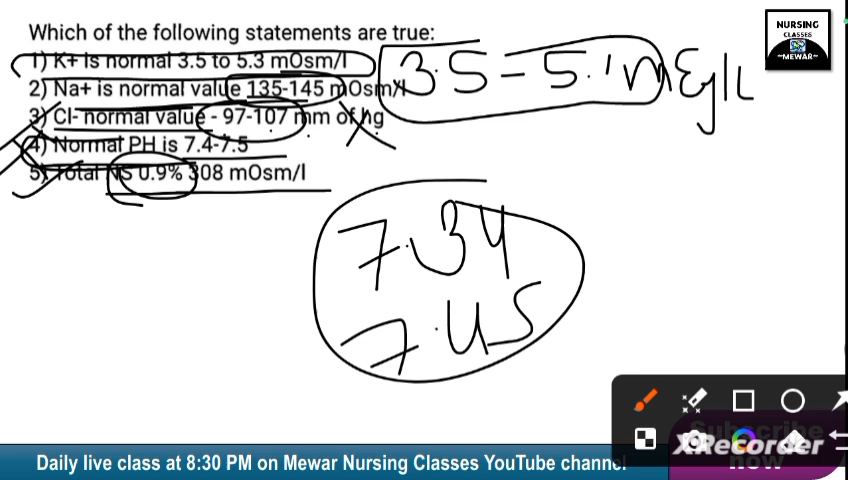 Which of the following statements are true:
1) K+ is normal 3.5 to 5.3 mOsm/l
2) Na+ is normal value 135-145 mOsm/l
3) Cl- normal value - 97-107 mm of hg
4) Normal PH is 7.4-7.5
5) Total NS 0.9% 308 mOsm/l
3.5 - 5.1 mEq/L
7.34
7.45
NURSING
CLASSES
~MEWAR~
Subscribe
now
XRecorder
Daily live class at 8:30 PM on Mewar Nursing Classes YouTube channel